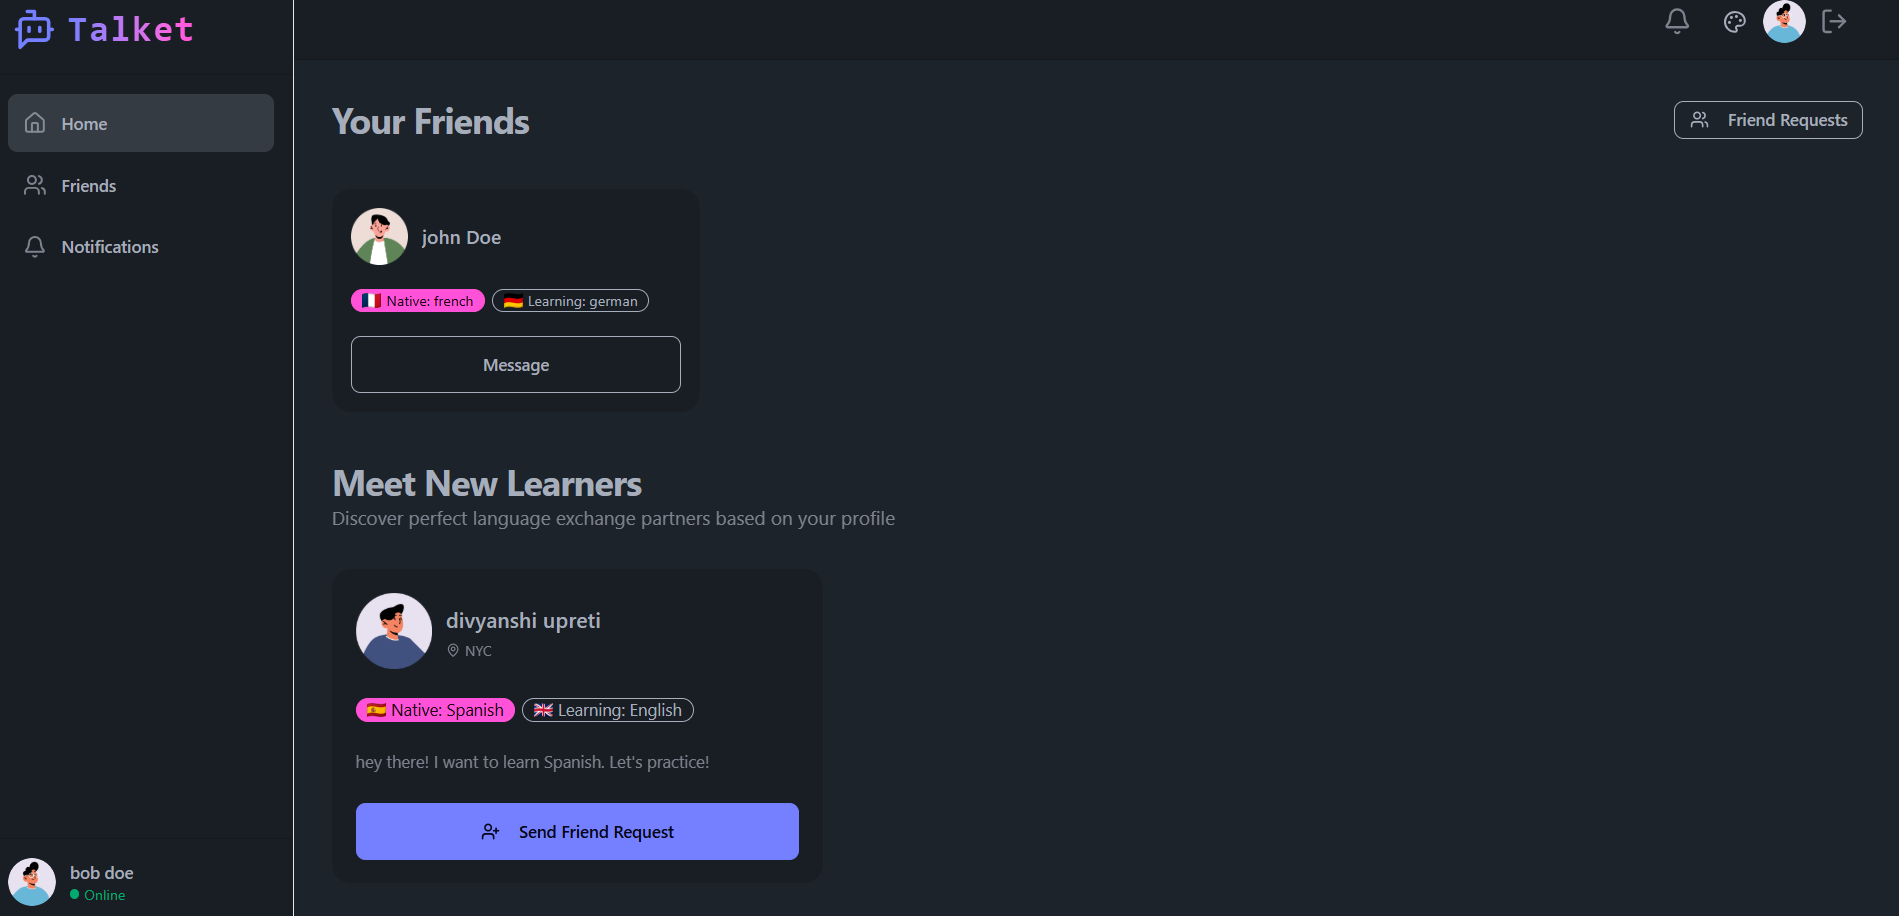 Talket
Home
Friends
Notifications
Your Friends
Friend Requests
john Doe
Native: french
Learning: german
Message
Meet New Learners
Discover perfect language exchange partners based on your profile
divyanshi upreti
NYC
Native: Spanish
Learning: English
hey there! I want to learn Spanish. Let's practice!
Send Friend Request
bob doe
Online